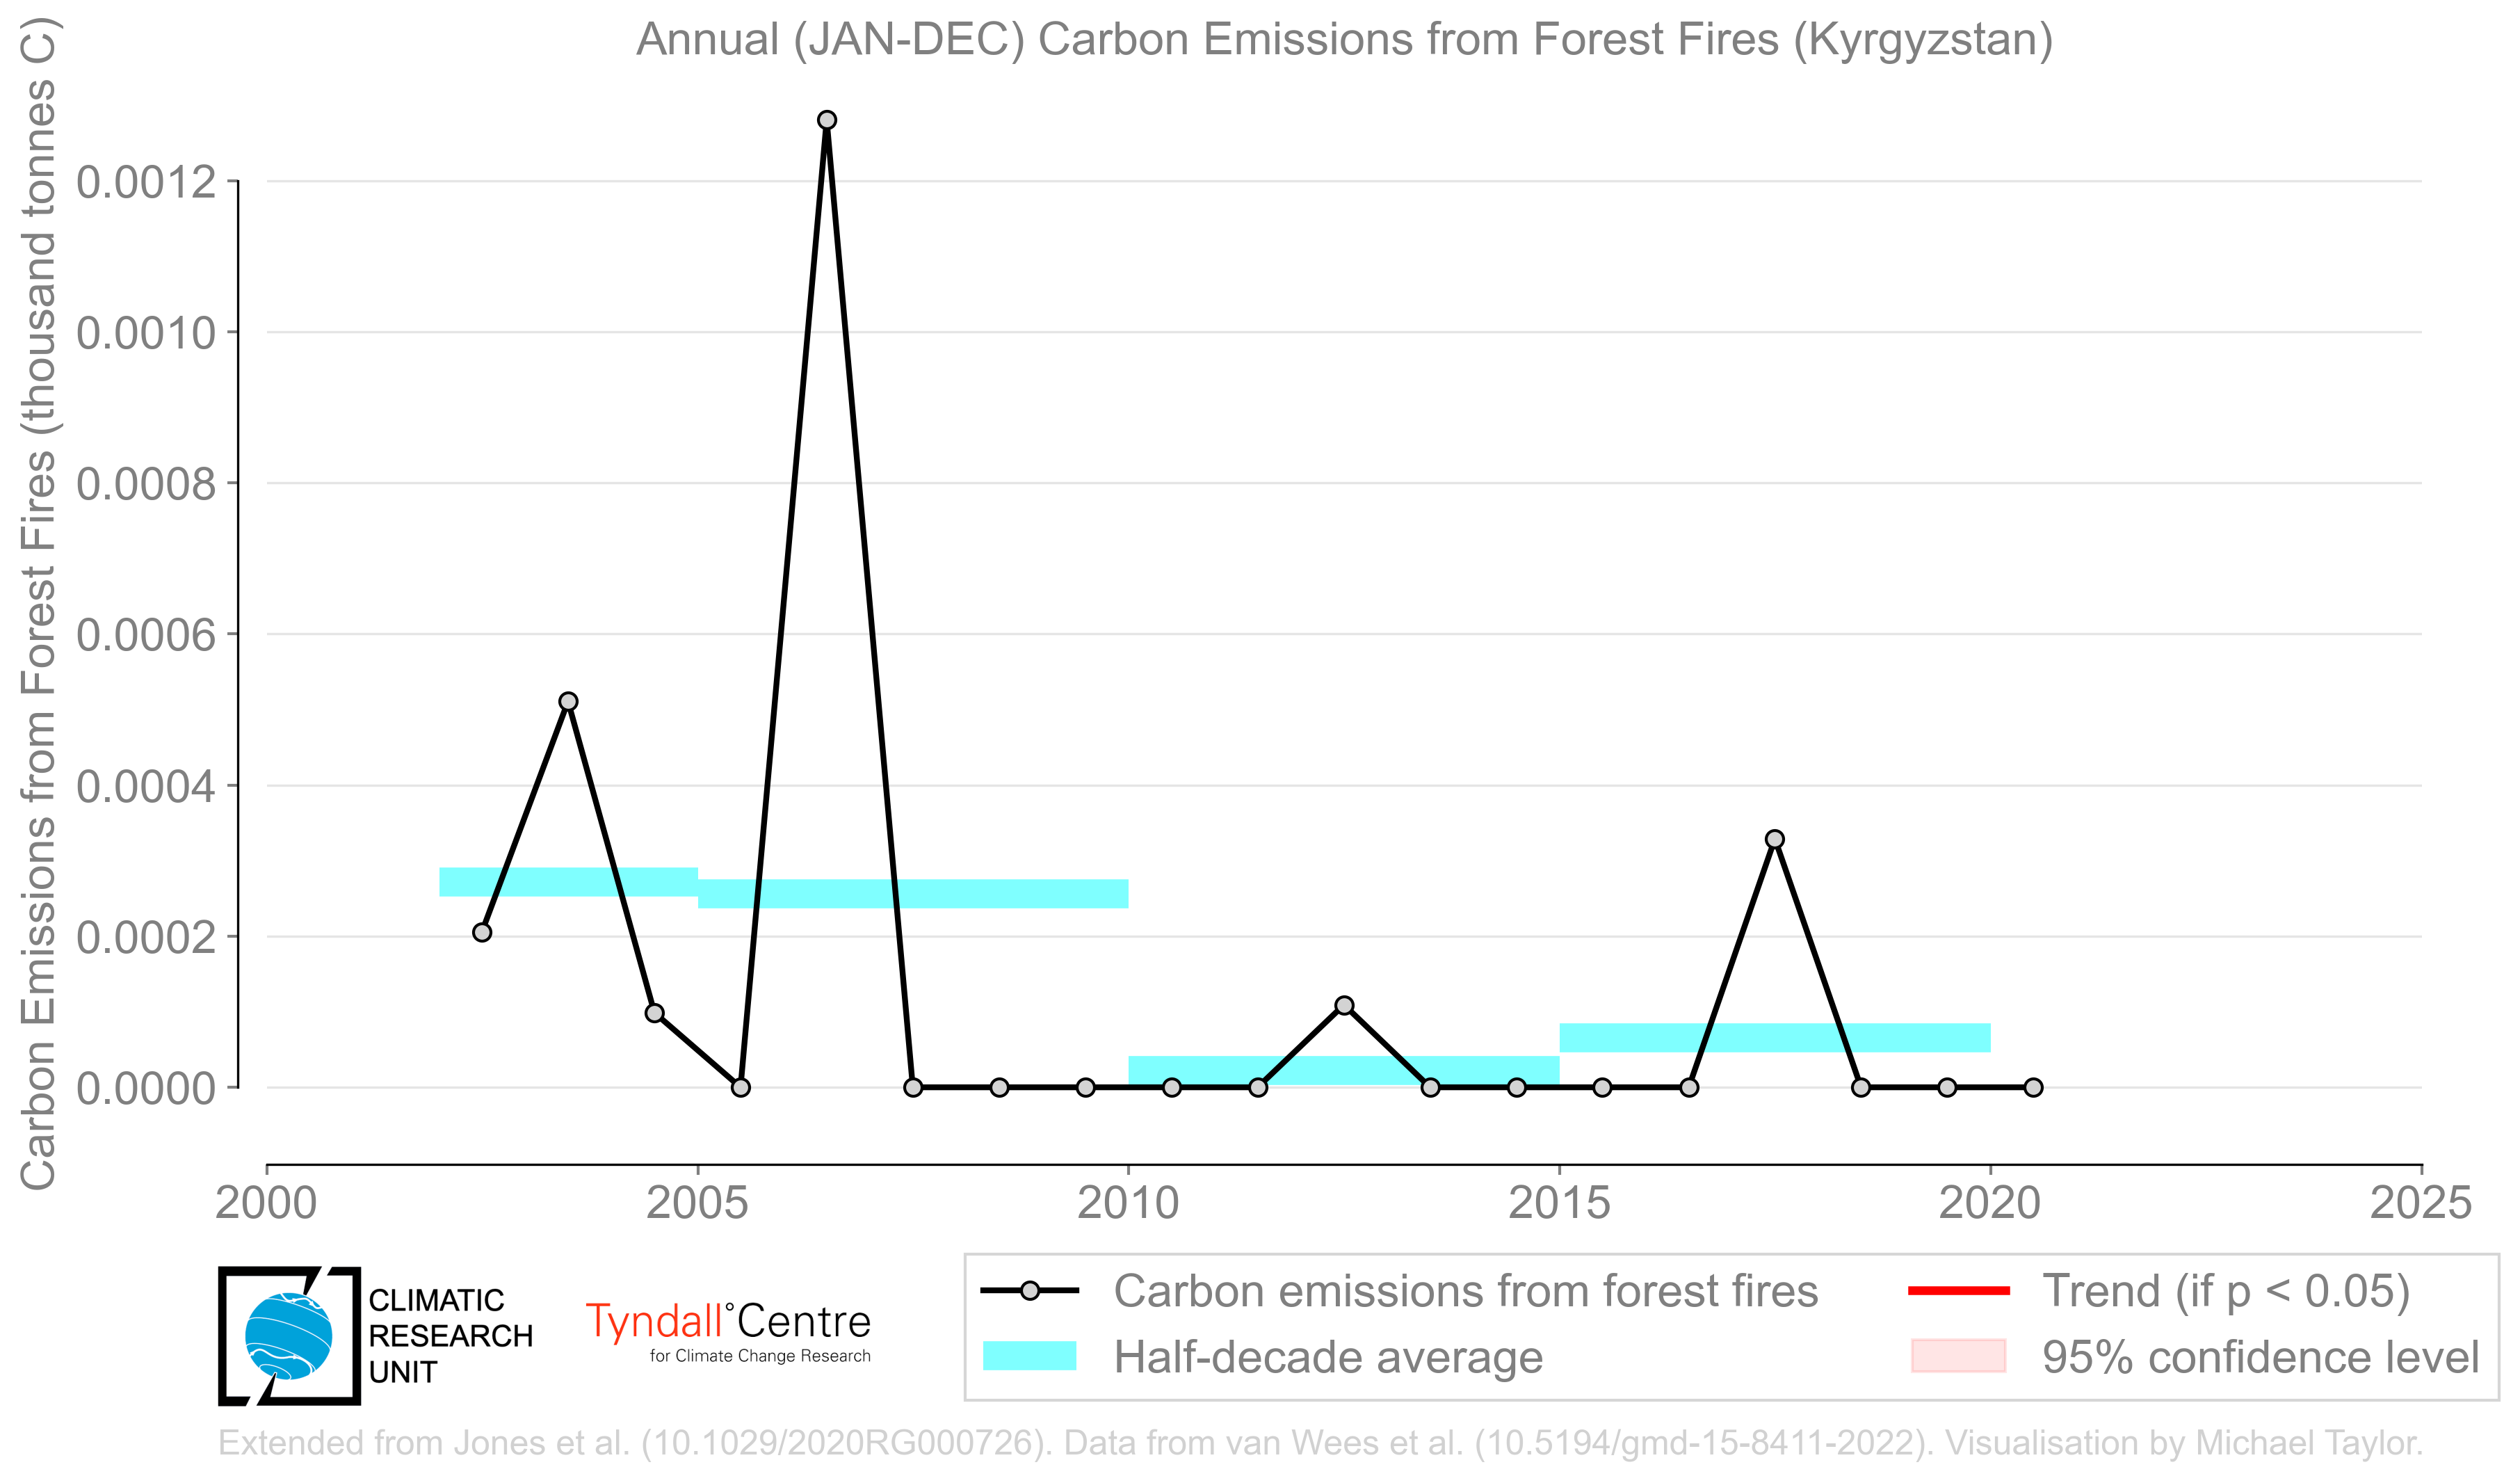 Annual (JAN-DEC) Carbon Emissions from Forest Fires (Kyrgyzstan)
Carbon Emissions from Forest Fires (thousand tonnes C)
0.0012
0.0010
0.0008
0.0006
0.0004
0.0002
0.0000
2000 2005 2010 2015 2020 2025
CLIMATIC
RESEARCH
UNIT
Tyndall°Centre
for Climate Change Research
Carbon emissions from forest fires
Half-decade average
Trend (if p < 0.05)
95% confidence level
Extended from Jones et al. (10.1029/2020RG000726). Data from van Wees et al. (10.5194/gmd-15-8411-2022). Visualisation by Michael Taylor.